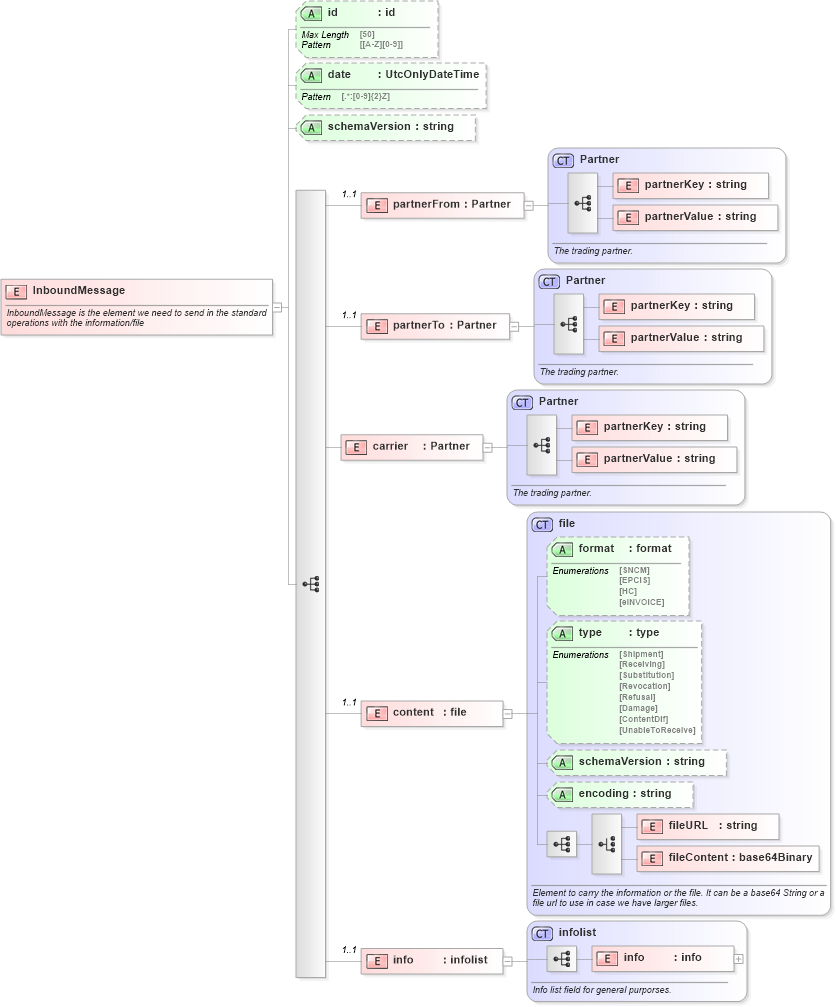 A id : id
Max Length [50]
Pattern [[A-Z][0-9]]
A date : UtcOnlyDateTime
Pattern [.*:[0-9]{2}Z]
A schemaVersion : string
CT Partner
E partnerKey : string
1..1
E partnerFrom : Partner
E partnerValue : string
The trading partner.
CT Partner
E InboundMessage
InboundMessage is the element we need to send in the standard
operations with the information/file
E partnerKey : string
1..1
E partnerTo : Partner
E partnerValue : string
The trading partner.
CT Partner
E partnerKey : string
E carrier : Partner
E partnerValue : string
The trading partner.
CT file
A format : format
Enumerations [SNCM]
[EPCIS]
[HC]
[eINVOICE]
A type : type
Enumerations [Shipment]
[Receiving]
[Substitution]
[Revocation]
[Refusal]
[Damage]
[ContentDif]
[UnableToReceive]
1..1
E content : file
A schemaVersion : string
A encoding : string
E fileURL : string
E fileContent : base64Binary
Element to carry the information or the file. It can be a base64 String or a
file url to use in case we have larger files.
CT infolist
1..1
E info : infolist
E info : info
Info list field for general purporses.